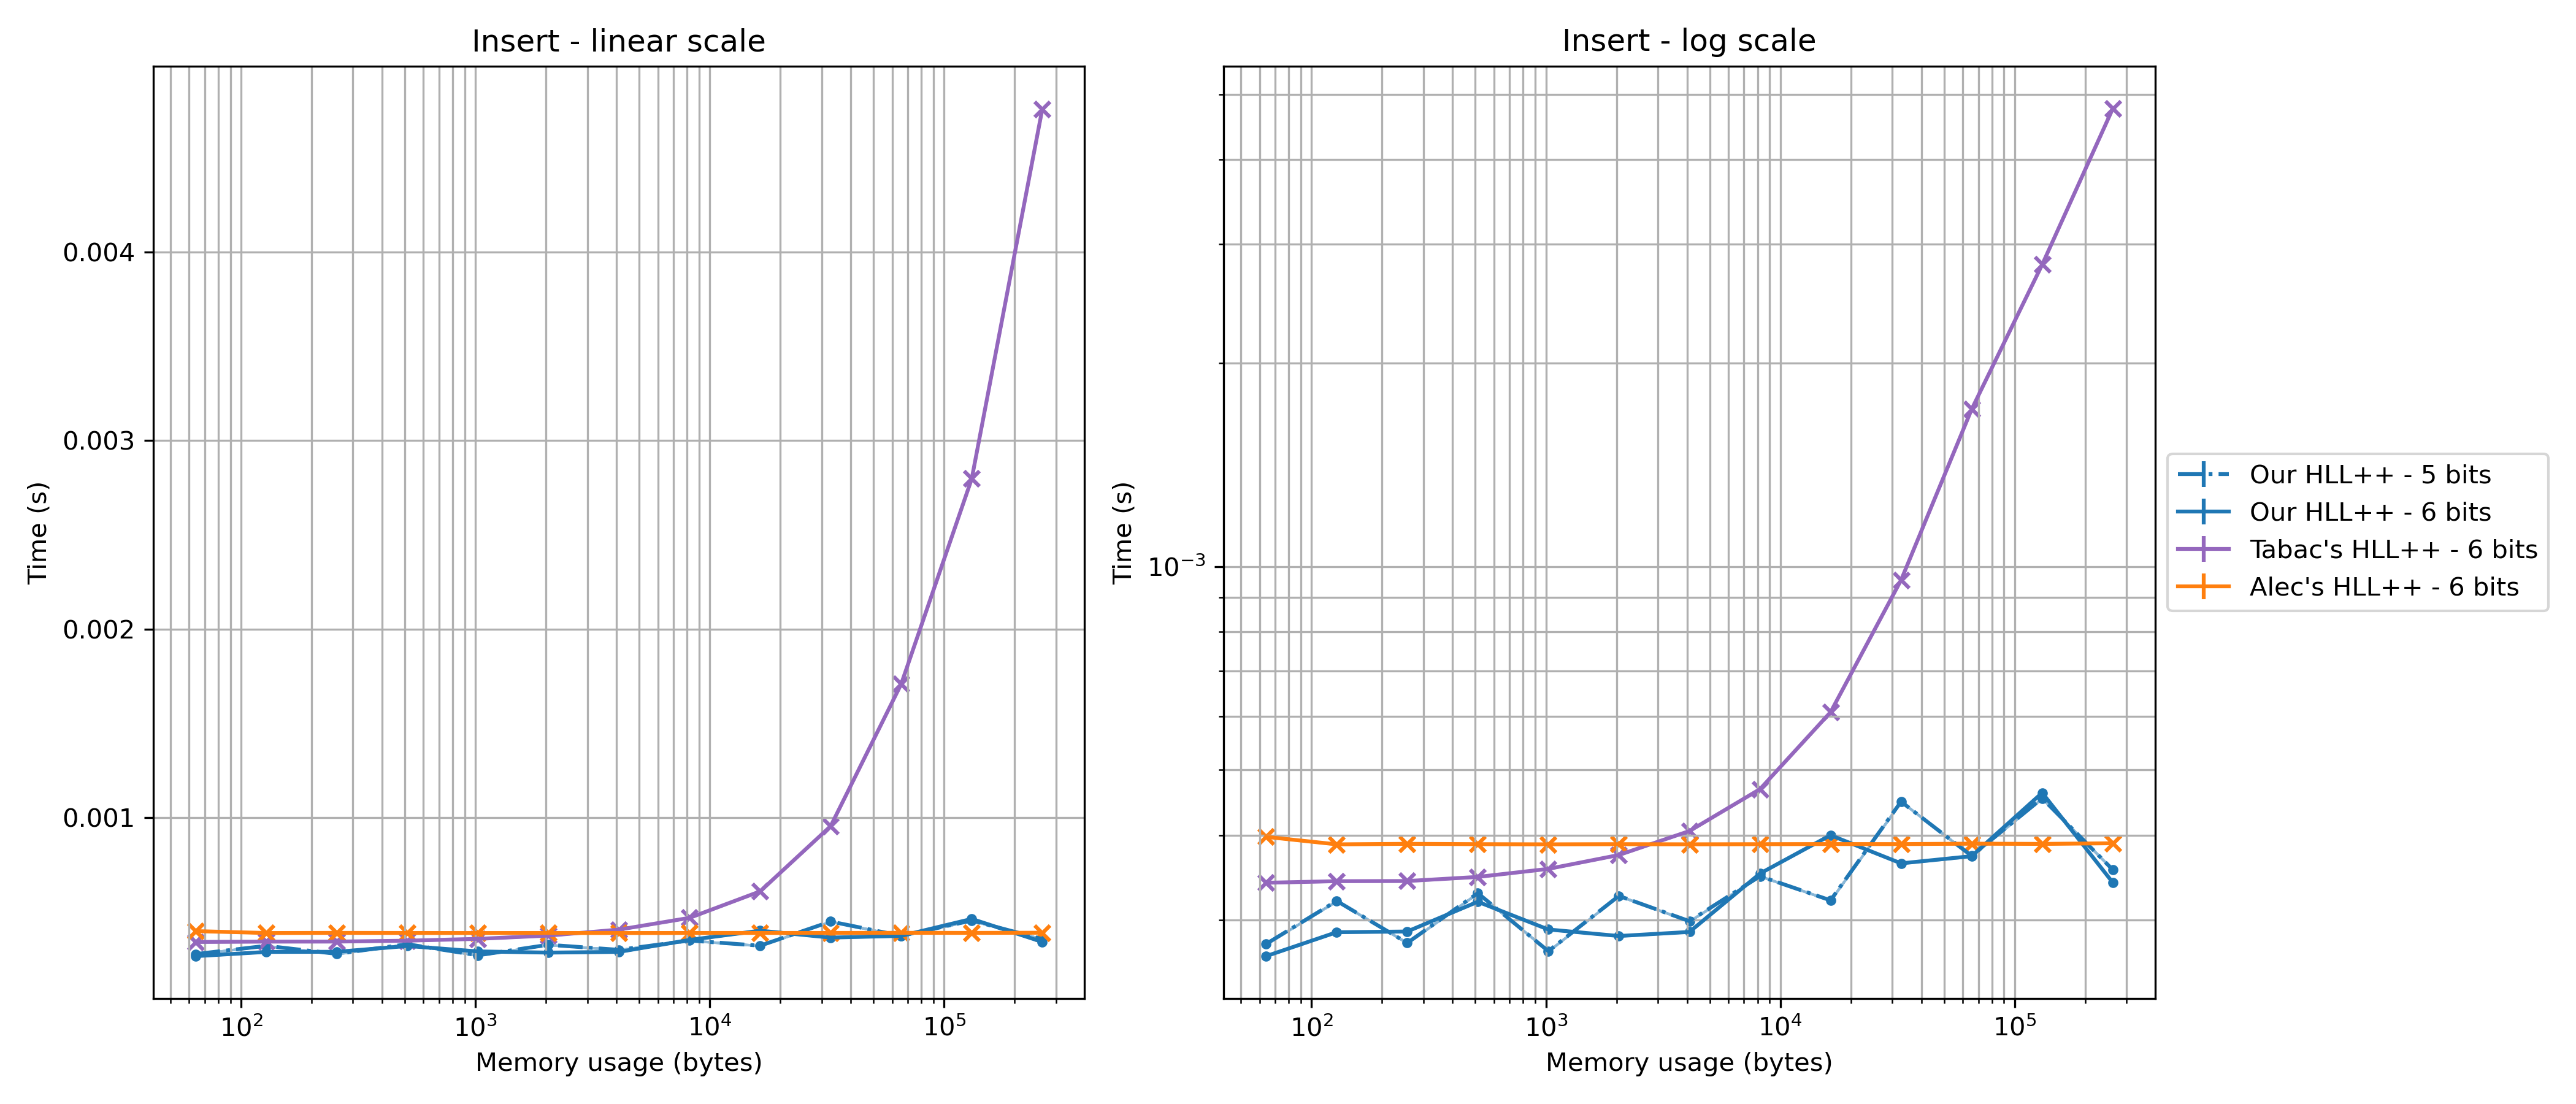 Insert - linear scale
Time (s)
0.004
0.003
0.002
0.001
10²
10³
10⁴
10⁵
Memory usage (bytes)
Insert - log scale
Time (s)
10⁻³
10²
10³
10⁴
10⁵
Memory usage (bytes)
Our HLL++ - 5 bits
Our HLL++ - 6 bits
Tabac's HLL++ - 6 bits
Alec's HLL++ - 6 bits